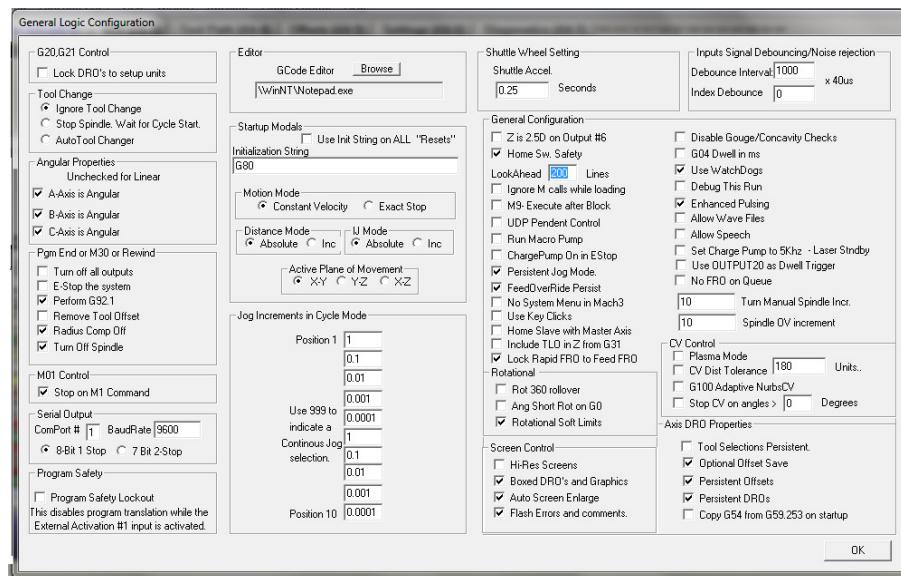 General Logic Configuration
G20,G21 Control
Lock DRO's to setup units
Tool Change
Ignore Tool Change
Stop Spindle. Wait for Cycle Start.
AutoTool Changer
Angular Properties
Unchecked for Linear
A-Axis is Angular
B-Axis is Angular
C-Axis is Angular
Pgm End or M30 or Rewind
Turn off all outputs
E-Stop the system
Perform G92.1
Remove Tool Offset
Radius Comp Off
Turn Off Spindle
M01 Control
Stop on M1 Command
Serial Output
ComPort # 1 BaudRate 9600
8-Bit 1 Stop 7 Bit 2-Stop
Program Safety
Program Safety Lockout
This disables program translation while the
External Activation #1 input is activated.
Editor
GCode Editor Browse
\WinNT\Notepad.exe
Startup Modals
Use Init String on ALL "Resets"
Initialization String
G80
Motion Mode
Constant Velocity Exact Stop
Distance Mode
Absolute Inc
IJ Mode
Absolute Inc
Active Plane of Movement
X-Y Y-Z X-Z
Jog Increments in Cycle Mode
Position 1 1
0.1
0.01
0.001
Use 999 to 0.0001
indicate a
Continous Jog 1
selection. 0.1
0.01
0.001
Position 10 0.0001
Shuttle Wheel Setting
Shuttle Accel.
0.25 Seconds
Inputs Signal Debouncing/Noise rejection
Debounce Interval: 1000 x 40us
Index Debounce 0
General Configuration
Z is 2.5D on Output #6
Home Sw. Safety
LookAhead 200 Lines
Ignore M calls while loading
M9- Execute after Block
UDP Pendent Control
Run Macro Pump
ChargePump On in EStop
Persistent Jog Mode.
FeedOverRide Persist
No System Menu in Mach3
Use Key Clicks
Home Slave with Master Axis
Include TLO in Z from G31
Lock Rapid FRO to Feed FRO
Disable Gouge/Concavity Checks
G04 Dwell in ms
Use WatchDogs
Debug This Run
Enhanced Pulsing
Allow Wave Files
Allow Speech
Set Charge Pump to 5Khz - Laser Stndby
Use OUTPUT20 as Dwell Trigger
No FRO on Queue
10 Turn Manual Spindle Incr.
10 Spindle OV increment
Rotational
Rot 360 rollover
Ang Short Rot on G0
Rotational Soft Limits
Screen Control
Hi-Res Screens
Boxed DRO's and Graphics
Auto Screen Enlarge
Flash Errors and comments.
CV Control
Plasma Mode
CV Dist Tolerance 180 Units..
G100 Adaptive NurbsCV
Stop CV on angles > 0 Degrees
Axis DRO Properties
Tool Selections Persistent.
Optional Offset Save
Persistent Offsets
Persistent DROs
Copy G54 from G59.253 on startup
OK